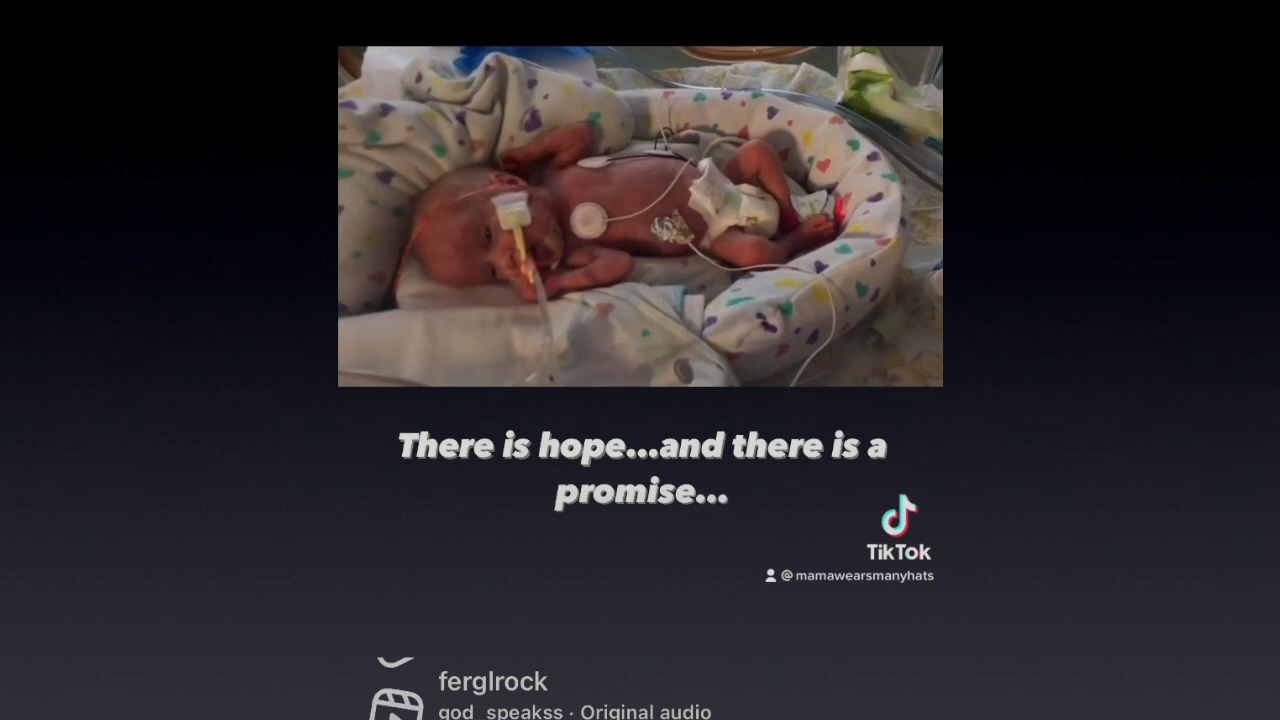 There is hope...and there is a
promise...
TikTok
@mamawearsmanyhats
ferglrock
god_speakss · Original audio